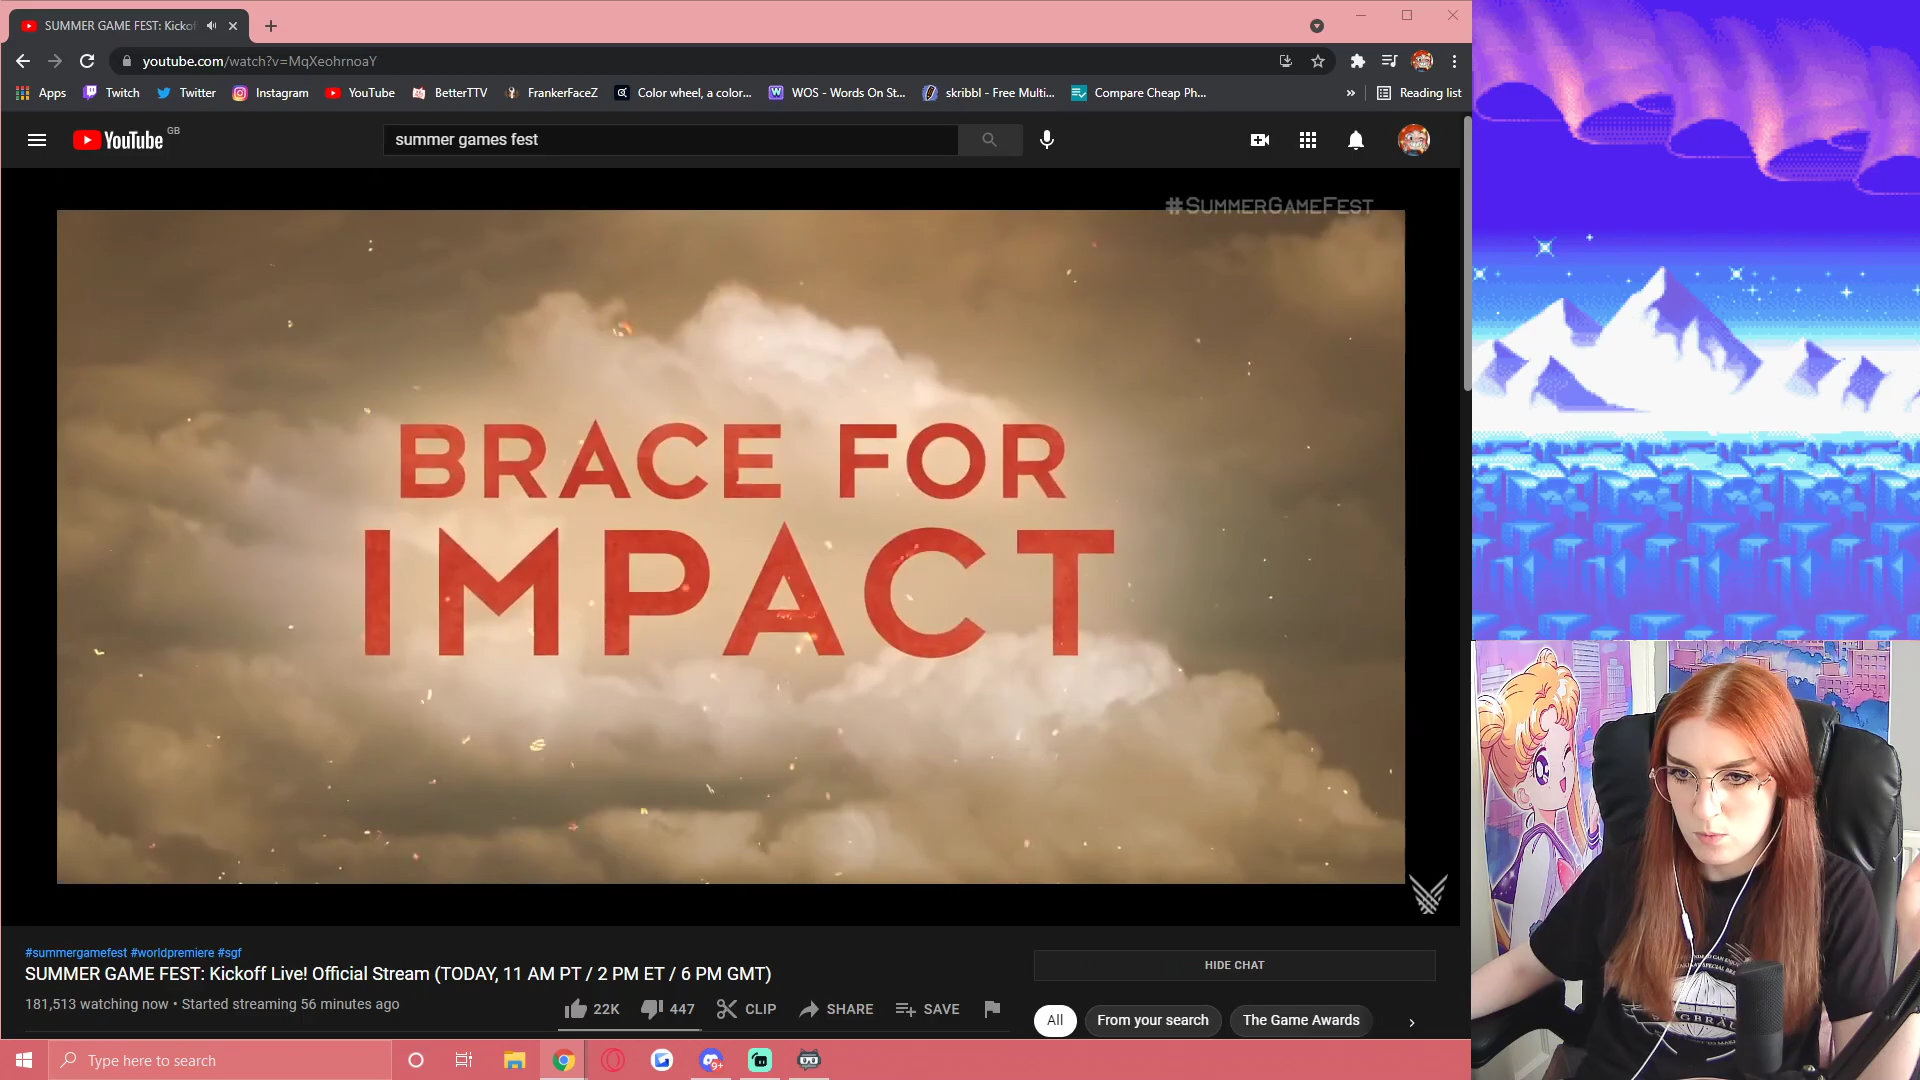 SUMMER GAME FEST: Kicko
youtube.com/watch?v=MqXeohrnoaY
Apps Twitch Twitter Instagram YouTube BetterTTV FrankerFaceZ Color wheel, a color... WOS - Words On St... skribbl - Free Multi... Compare Cheap Ph... » Reading list
YouTube GB
summer games fest
#SUMMERGAMEFEST
BRACE FOR
IMPACT
#summergamefest #worldpremiere #sgf
SUMMER GAME FEST: Kickoff Live! Official Stream (TODAY, 11 AM PT / 2 PM ET / 6 PM GMT)
181,513 watching now • Started streaming 56 minutes ago
22K 447 CLIP SHARE SAVE
HIDE CHAT
All From your search The Game Awards
Type here to search
9+